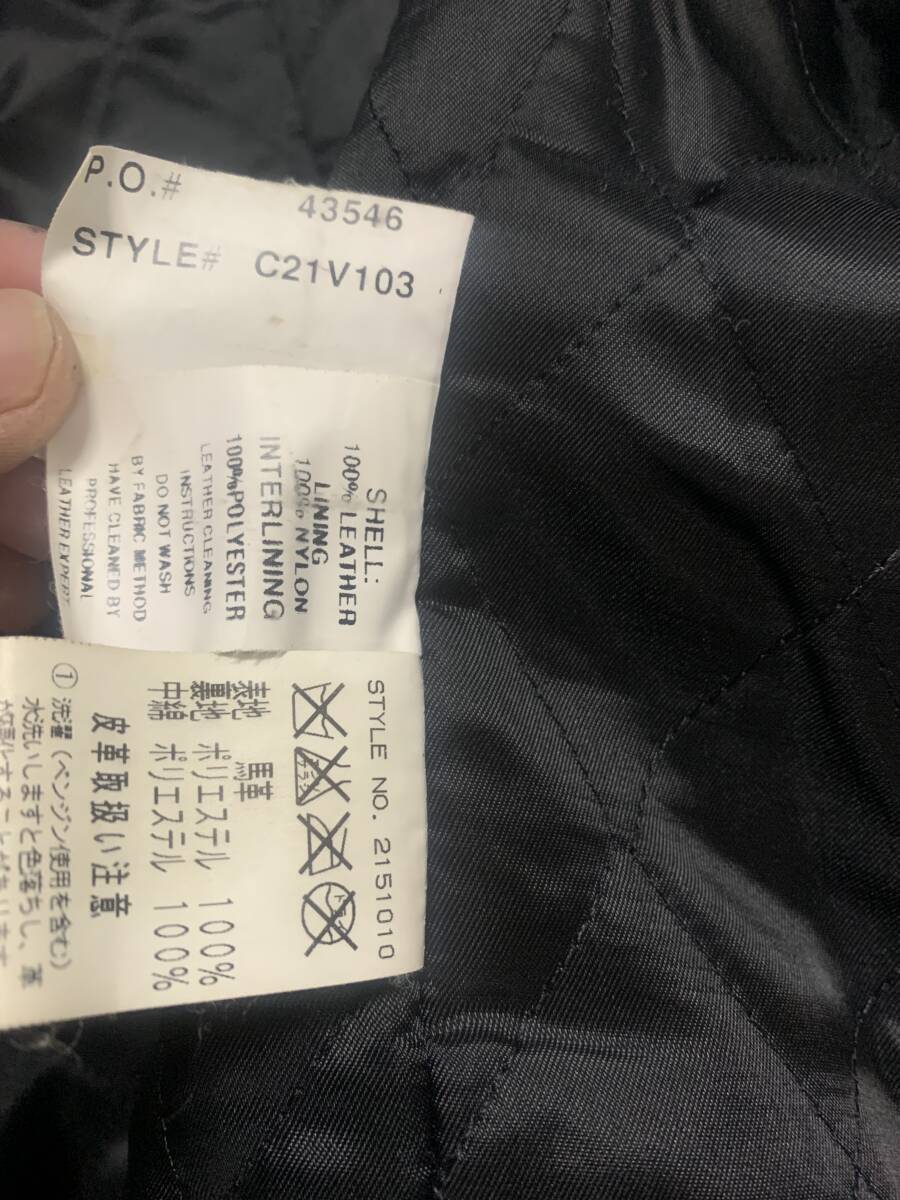 P.O.# 43546
STYLE# C21V103
SHELL:
100% LEATHER
LINING
100% NYLON
INTERLINING
100%POLYESTER
LEATHER CLEANING
INSTRUCTIONS
DO NOT WASH
BY FABRIC METHOD
HAVE CLEANED BY
PROFESSIONAL
LEATHER EXPERT
STYLE NO. 2151010
表地 馬革
裏地 ポリエステル 100%
中綿 ポリエステル 100%
皮革取扱い注意
① 洗濯(ベンジン使用を含む)
水洗いしますと色落ちし、革